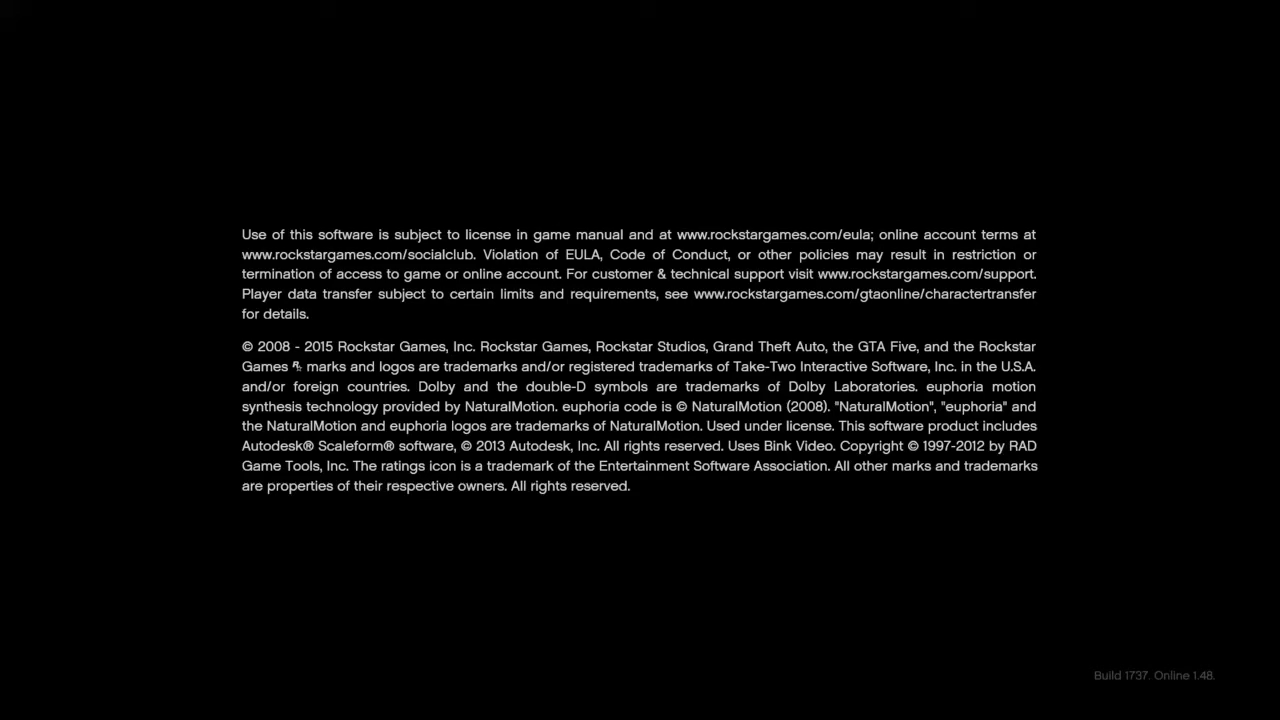 Use of this software is subject to license in game manual and at www.rockstargames.com/eula; online account terms at
www.rockstargames.com/socialclub. Violation of EULA, Code of Conduct, or other policies may result in restriction or
termination of access to game or online account. For customer & technical support visit www.rockstargames.com/support.
Player data transfer subject to certain limits and requirements, see www.rockstargames.com/gtaonline/charactertransfer
for details.
© 2008 - 2015 Rockstar Games, Inc. Rockstar Games, Rockstar Studios, Grand Theft Auto, the GTA Five, and the Rockstar
Games R* marks and logos are trademarks and/or registered trademarks of Take-Two Interactive Software, Inc. in the U.S.A.
and/or foreign countries. Dolby and the double-D symbols are trademarks of Dolby Laboratories. euphoria motion
synthesis technology provided by NaturalMotion. euphoria code is © NaturalMotion (2008). "NaturalMotion", "euphoria" and
the NaturalMotion and euphoria logos are trademarks of NaturalMotion. Used under license. This software product includes
Autodesk® Scaleform® software, © 2013 Autodesk, Inc. All rights reserved. Uses Bink Video. Copyright © 1997-2012 by RAD
Game Tools, Inc. The ratings icon is a trademark of the Entertainment Software Association. All other marks and trademarks
are properties of their respective owners. All rights reserved.
Build 1737. Online 1.48.